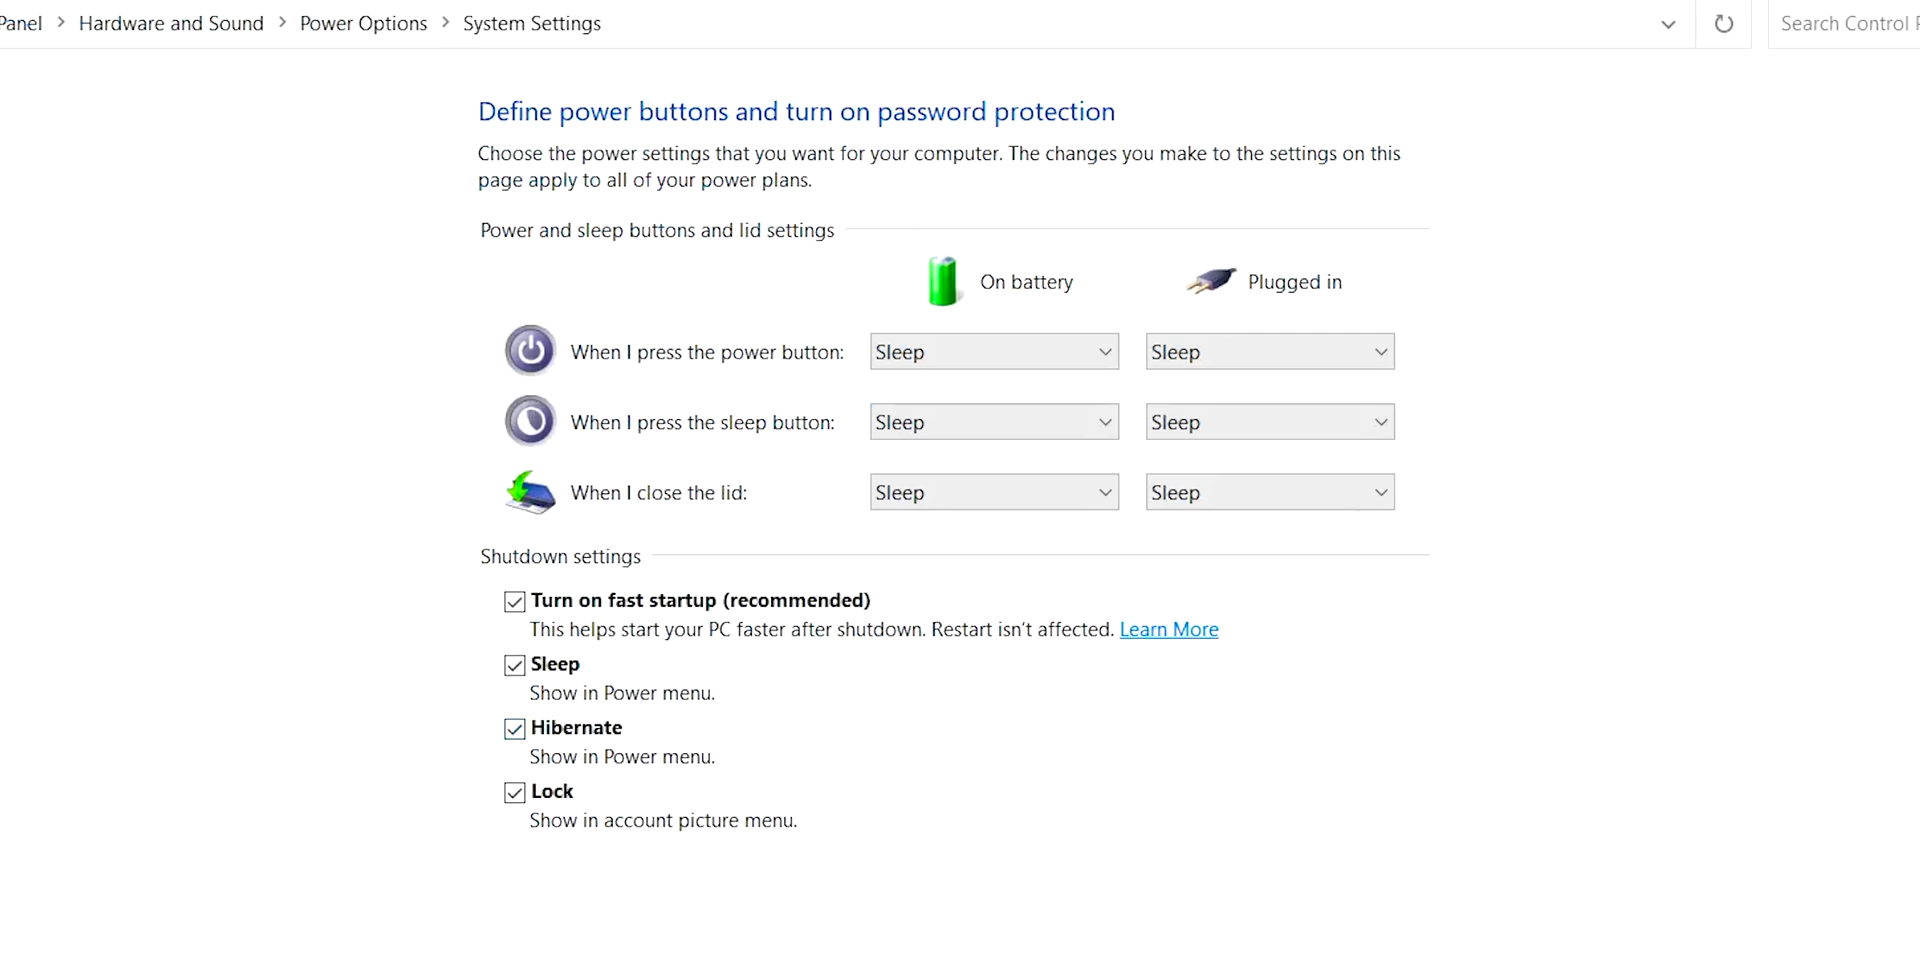 Panel > Hardware and Sound > Power Options > System Settings
Search Control
Define power buttons and turn on password protection
Choose the power settings that you want for your computer. The changes you make to the settings on this
page apply to all of your power plans.
Power and sleep buttons and lid settings
On battery Plugged in
When I press the power button: Sleep Sleep
When I press the sleep button: Sleep Sleep
When I close the lid: Sleep Sleep
Shutdown settings
Turn on fast startup (recommended)
This helps start your PC faster after shutdown. Restart isn't affected. Learn More
Sleep
Show in Power menu.
Hibernate
Show in Power menu.
Lock
Show in account picture menu.